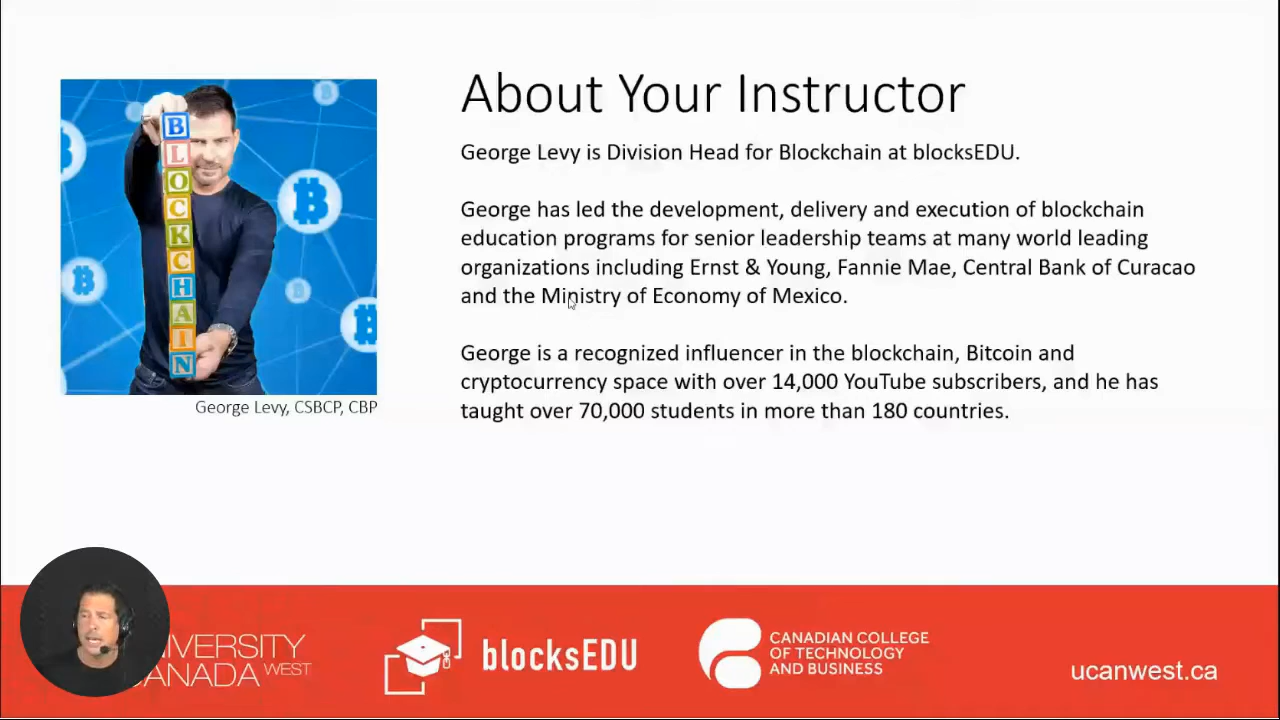 About Your Instructor
George Levy is Division Head for Blockchain at blocksEDU.
George has led the development, delivery and execution of blockchain
education programs for senior leadership teams at many world leading
organizations including Ernst & Young, Fannie Mae, Central Bank of Curacao
and the Ministry of Economy of Mexico.
George is a recognized influencer in the blockchain, Bitcoin and
cryptocurrency space with over 14,000 YouTube subscribers, and he has
taught over 70,000 students in more than 180 countries.
B
L
O
C
K
C
H
A
I
N
George Levy, CSBCP, CBP
IVERSITY
ANADA WEST
blocksEDU
CANADIAN COLLEGE
OF TECHNOLOGY
AND BUSINESS
ucanwest.ca